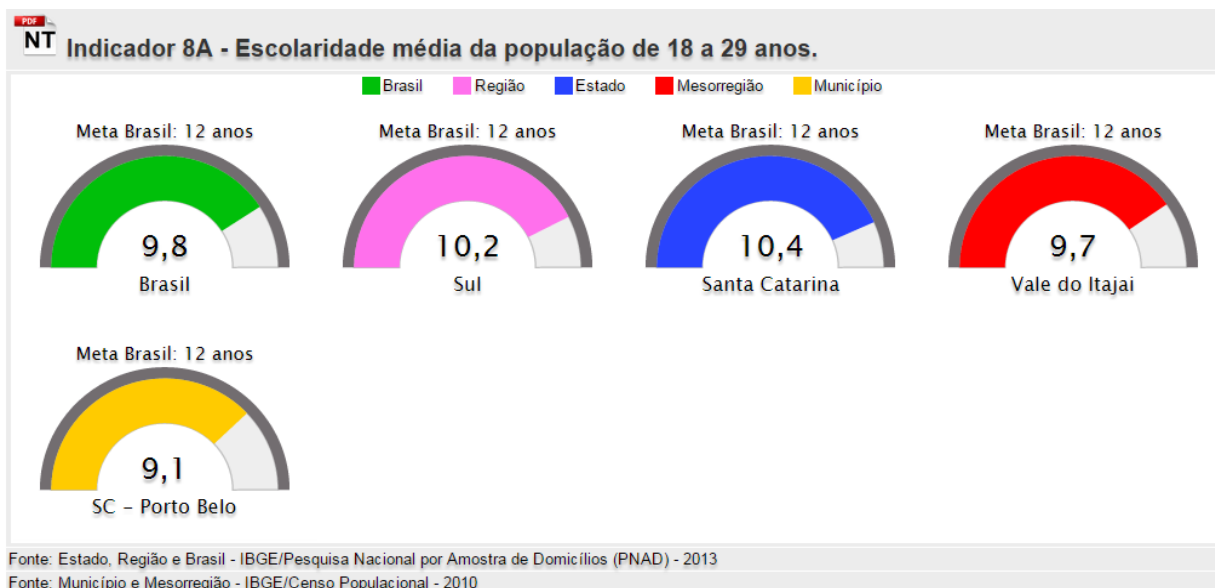 PDF
NT Indicador 8A - Escolaridade média da população de 18 a 29 anos.
Brasil Região Estado Mesorregião Município
Meta Brasil: 12 anos Meta Brasil: 12 anos Meta Brasil: 12 anos Meta Brasil: 12 anos
9,8 10,2 10,4 9,7
Brasil Sul Santa Catarina Vale do Itajai
Meta Brasil: 12 anos
9,1
SC - Porto Belo
Fonte: Estado, Região e Brasil - IBGE/Pesquisa Nacional por Amostra de Domicílios (PNAD) - 2013
Fonte: Município e Mesorregião - IBGE/Censo Populacional - 2010